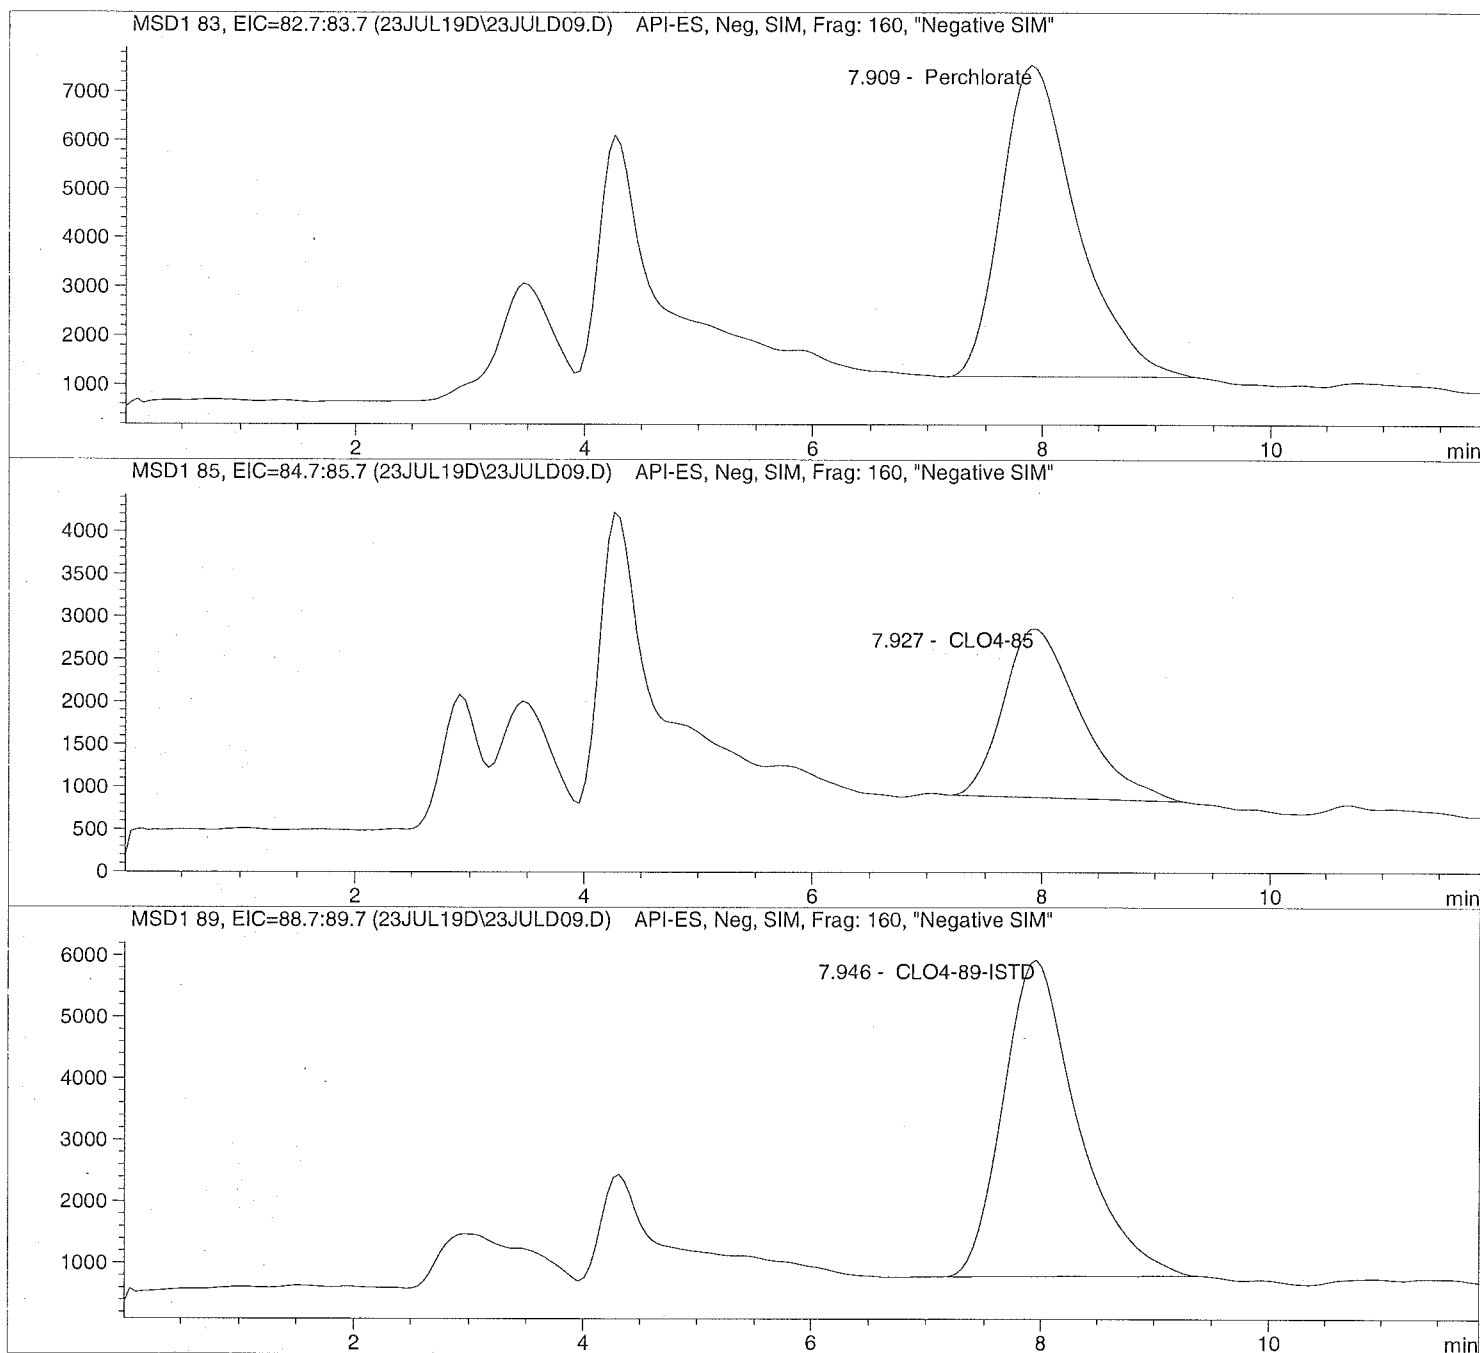 MSD1 83, EIC=82.7:83.7 (23JUL19D\23JULD09.D) API-ES, Neg, SIM, Frag: 160, "Negative SIM"
7.909 - Perchlorate
7000
6000
5000
4000
3000
2000
1000
2 4 6 8 10 min
MSD1 85, EIC=84.7:85.7 (23JUL19D\23JULD09.D) API-ES, Neg, SIM, Frag: 160, "Negative SIM"
4000
3500
3000
7.927 - CLO4-85
2500
2000
1500
1000
500
0
2 4 6 8 10 min
MSD1 89, EIC=88.7:89.7 (23JUL19D\23JULD09.D) API-ES, Neg, SIM, Frag: 160, "Negative SIM"
6000
7.946 - CLO4-89-ISTD
5000
4000
3000
2000
1000
2 4 6 8 10 min